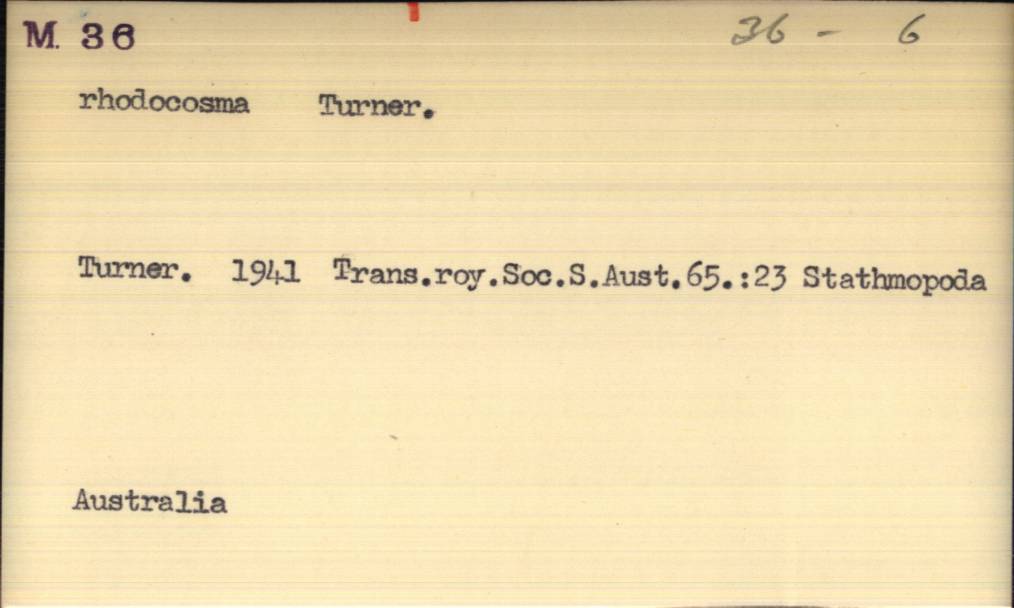 M. 36 36 - 6
rhodocosma Turner.
Turner. 1941 Trans.roy.Soc.S.Aust.65.:23 Stathmopoda
Australia